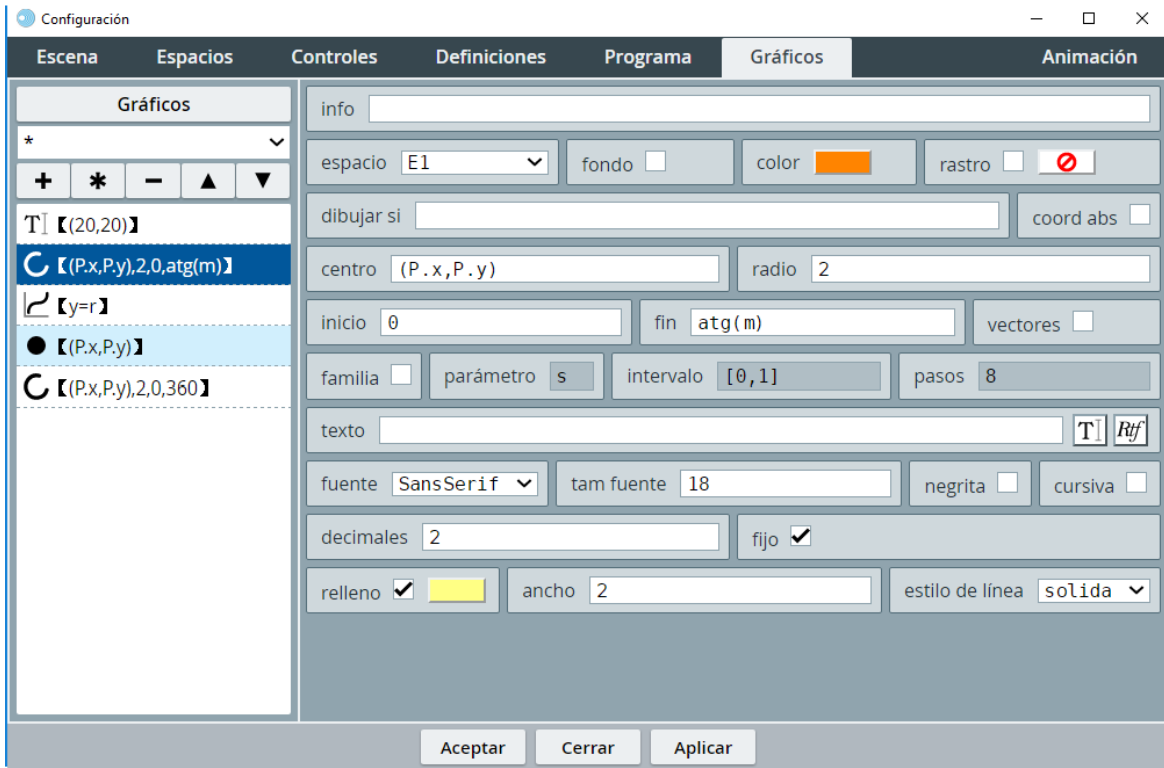 Configuración
Escena Espacios Controles Definiciones Programa Gráficos Animación
Gráficos
*
+ * − ▲ ▼
T 【(20,20)】
【(P.x,P.y),2,0,atg(m)】
【y=r】
【(P.x,P.y)】
【(P.x,P.y),2,0,360】
info
espacio E1 fondo color rastro
dibujar si coord abs
centro (P.x,P.y) radio 2
inicio 0 fin atg(m) vectores
familia parámetro s intervalo [0,1] pasos 8
texto T Rtf
fuente SansSerif tam fuente 18 negrita cursiva
decimales 2 fijo
relleno ancho 2 estilo de línea solida
Aceptar Cerrar Aplicar